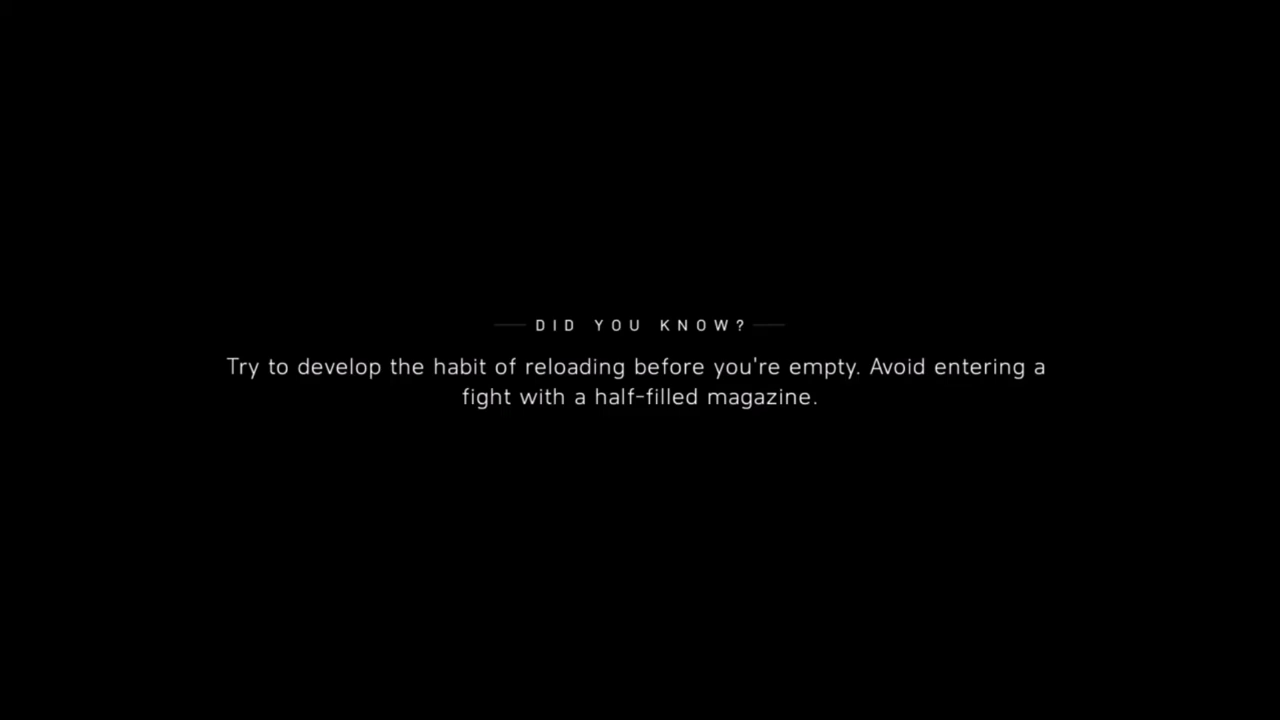 DID YOU KNOW?
Try to develop the habit of reloading before you're empty. Avoid entering a
fight with a half-filled magazine.